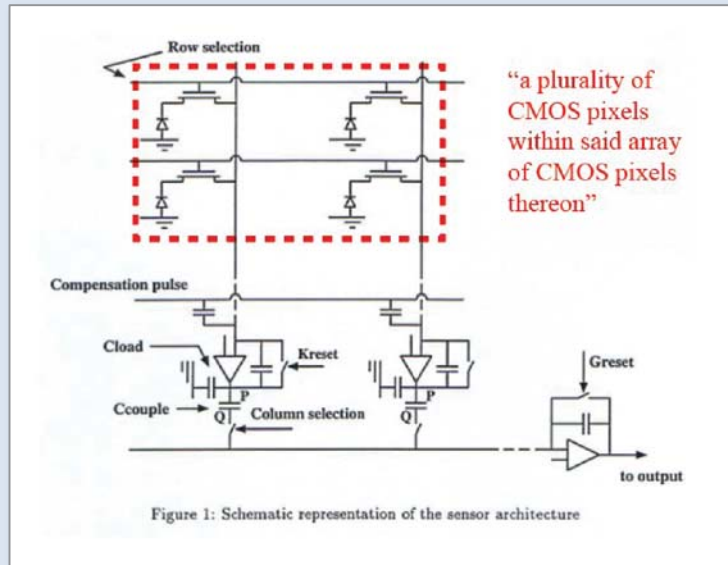 Row selection
“a plurality of
CMOS pixels
within said array
of CMOS pixels
thereon”
Compensation pulse
Cload
Kreset
Greset
P
P
Ccouple
Q
Column selection
Q
to output
Figure 1: Schematic representation of the sensor architecture